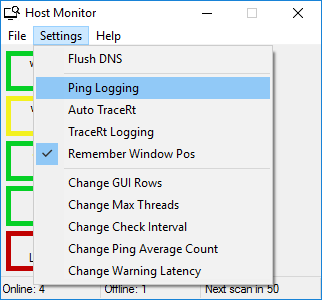 Host Monitor
File Settings Help
Flush DNS
Ping Logging
Auto TraceRt
TraceRt Logging
Remember Window Pos
Change GUI Rows
Change Max Threads
Change Check Interval
Change Ping Average Count
Change Warning Latency
Online: 4 Offline: 1 Next scan in 50